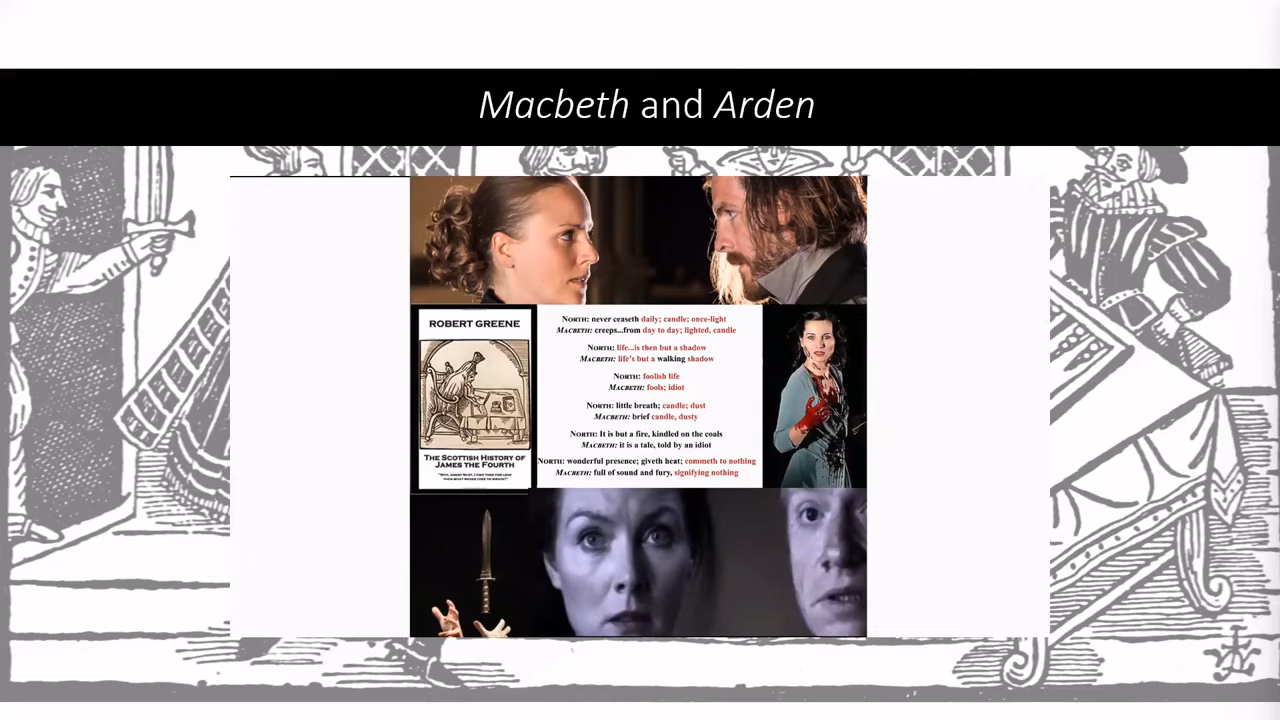 Macbeth and Arden
ROBERT GREENE
THE SCOTTISH HISTORY OF
JAMES THE FOURTH
NORTH: never ceaseth daily; candle; once-light
MACBETH: creeps...from day to day; lighted, candle
NORTH: life...is then but a shadow
MACBETH: life's but a walking shadow
NORTH: foolish life
MACBETH: fools; idiot
NORTH: little breath; candle; dust
MACBETH: brief candle, dusty
NORTH: It is but a fire, kindled on the coals
MACBETH: it is a tale, told by an idiot
NORTH: wonderful presence; giveth heat; commeth to nothing
MACBETH: full of sound and fury, signifying nothing